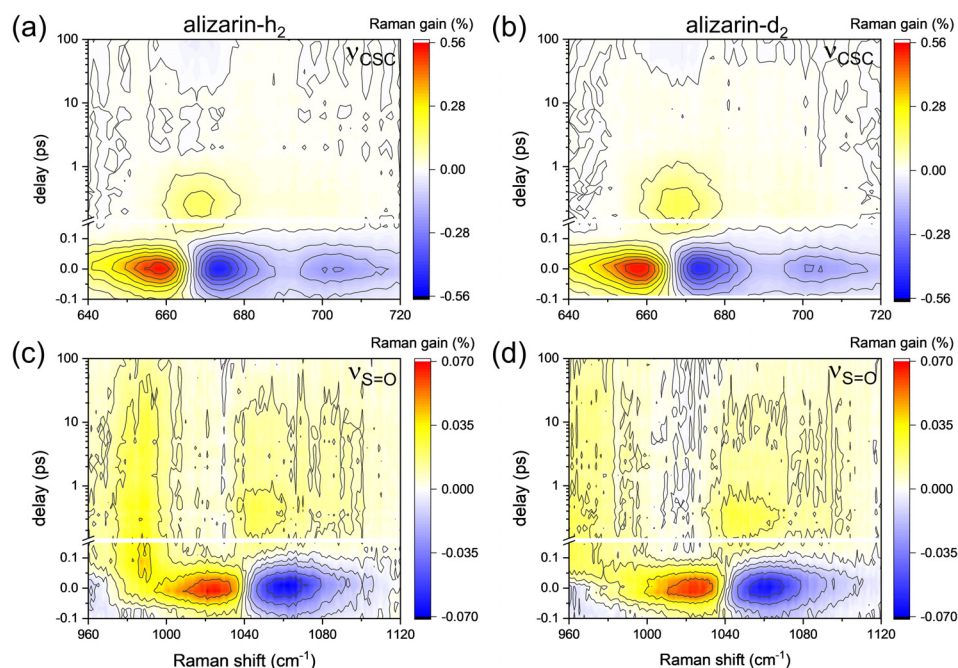 (a) alizarin-h2 Raman gain (%) (b) alizarin-d2 Raman gain (%)
100 νCSC 0.56 100 νCSC 0.56
10 0.28 10 0.28
delay (ps) 1 0.00 delay (ps) 1 0.00
0.1 -0.28 0.1 -0.28
0.0 0.0
-0.1 -0.56 -0.1 -0.56
640 660 680 700 720 640 660 680 700 720
(c) Raman gain (%) (d) Raman gain (%)
100 νS=O 0.070 100 νS=O 0.070
10 0.035 10 0.035
delay (ps) 1 0.000 delay (ps) 1 0.000
0.1 -0.035 0.1 -0.035
0.0 0.0
-0.1 -0.070 -0.1 -0.070
960 1000 1040 1080 1120 960 1000 1040 1080 1120
Raman shift (cm-1) Raman shift (cm-1)